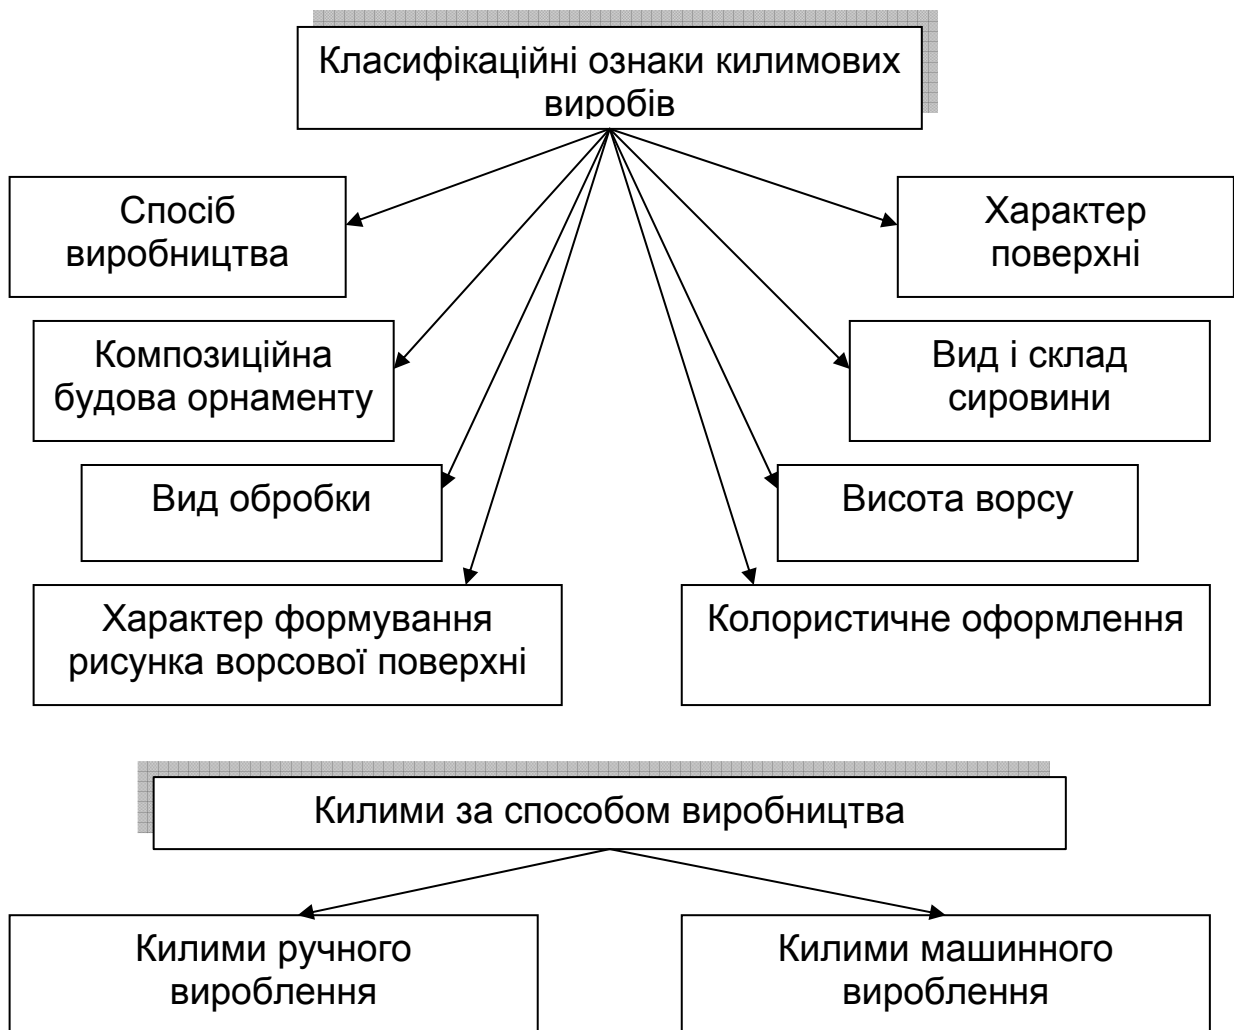 Класифікаційні ознаки килимових
виробів
Спосіб
виробництва
Характер
поверхні
Композиційна
будова орнаменту
Вид і склад
сировини
Вид обробки
Висота ворсу
Характер формування
рисунка ворсової поверхні
Колористичне оформлення
Килими за способом виробництва
Килими ручного
вироблення
Килими машинного
вироблення